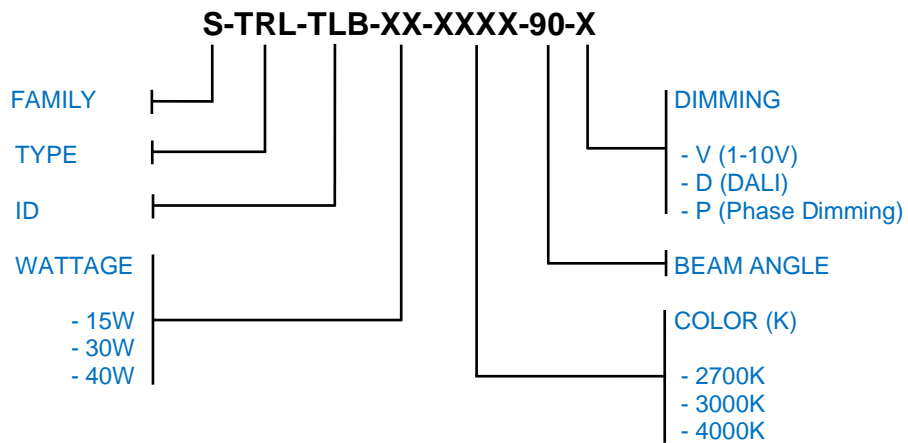 S-TRL-TLB-XX-XXXX-90-X
FAMILY
TYPE
ID
WATTAGE
- 15W
- 30W
- 40W
DIMMING
- V (1-10V)
- D (DALI)
- P (Phase Dimming)
BEAM ANGLE
COLOR (K)
- 2700K
- 3000K
- 4000K